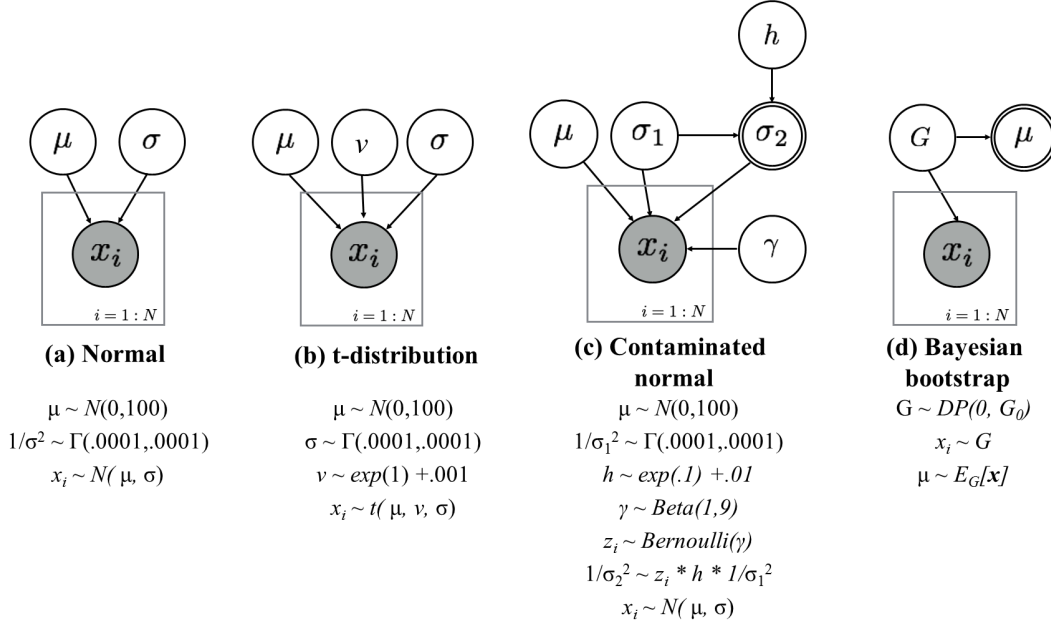 h
μ
σ
μ
v
σ
μ
σ₁
σ₂
G
μ
xᵢ
xᵢ
xᵢ
γ
xᵢ
i = 1 : N
i = 1 : N
i = 1 : N
i = 1 : N
(a) Normal
μ ~ N(0,100)
1/σ² ~ Γ(.0001,.0001)
xᵢ ~ N( μ, σ)
(b) t-distribution
μ ~ N(0,100)
σ ~ Γ(.0001,.0001)
v ~ exp(1) +.001
xᵢ ~ t( μ, v, σ)
(c) Contaminated
normal
μ ~ N(0,100)
1/σ₁² ~ Γ(.0001,.0001)
h ~ exp(.1) +.01
γ ~ Beta(1,9)
zᵢ ~ Bernoulli(γ)
1/σ₂² ~ zᵢ * h * 1/σ₁²
xᵢ ~ N( μ, σ)
(d) Bayesian
bootstrap
G ~ DP(0, G₀)
xᵢ ~ G
μ ~ E_G[x]